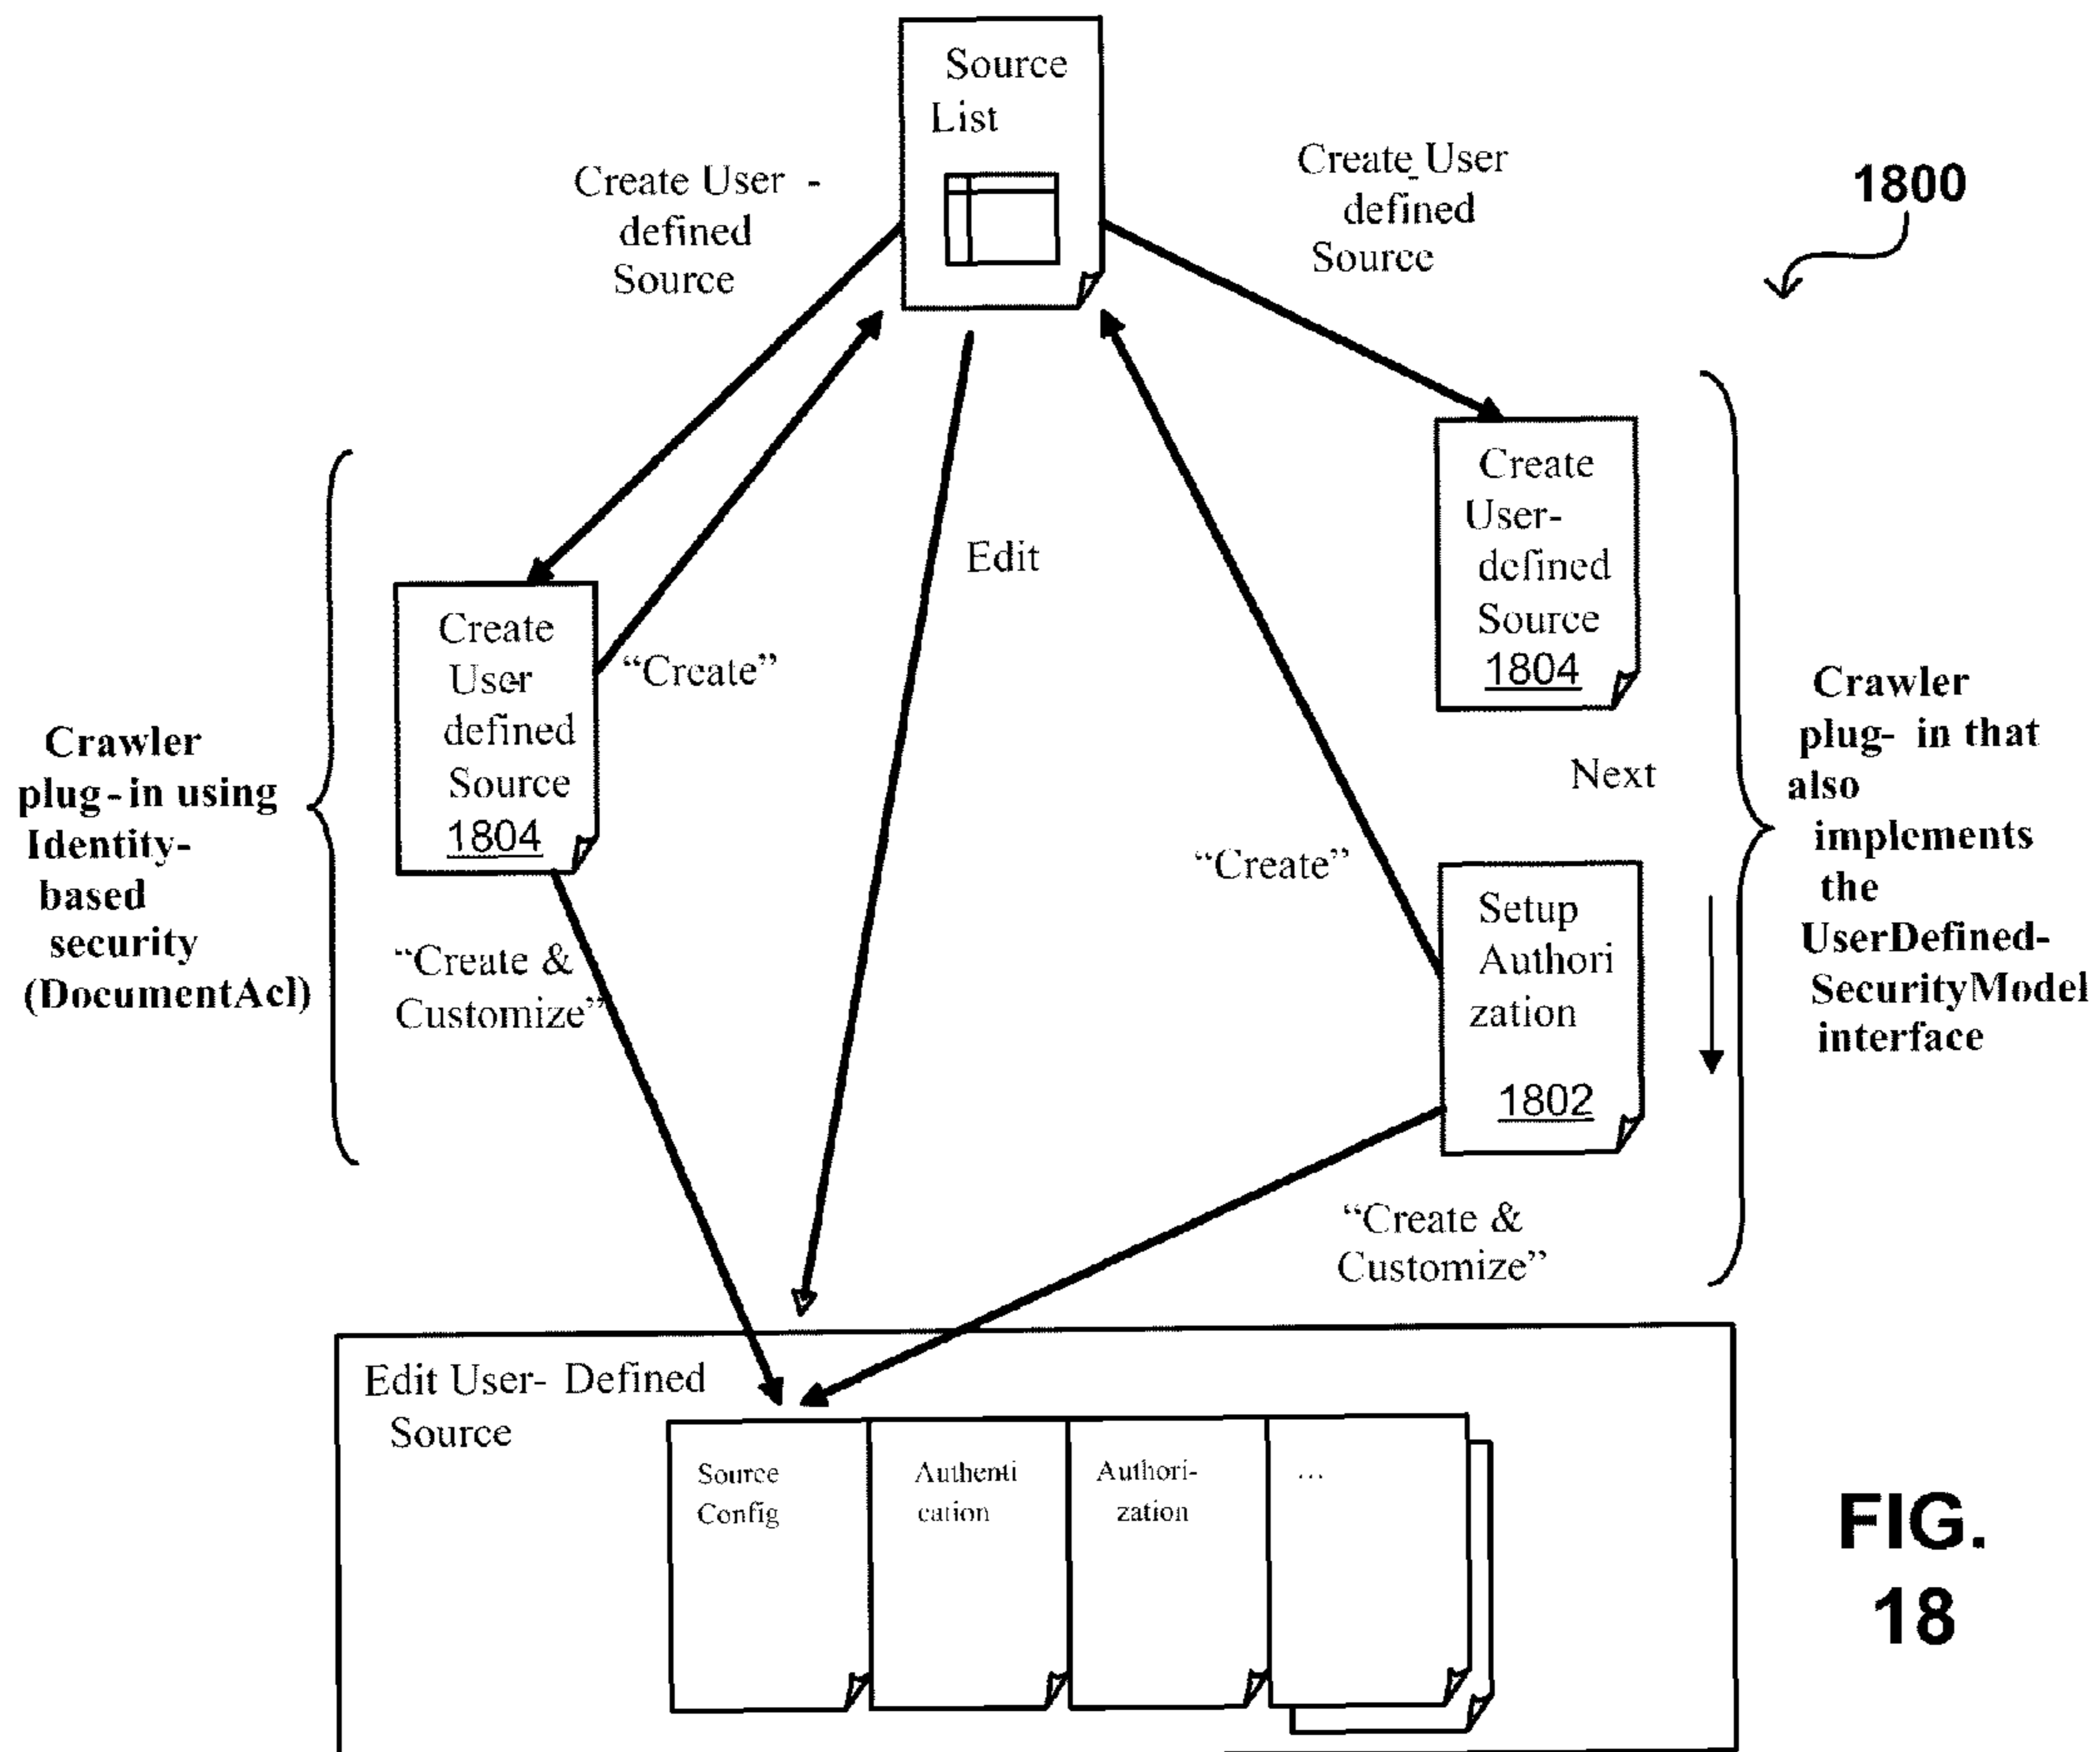 Source
List
Create User -
defined
Source
Create User
defined
Source
1800
Create
User
defined
Source
1804
"Create"
Edit
Create
User-
defined
Source
1804
Next
Crawler
plug-in using
Identity-
based
security
(DocumentAcl)
Crawler
plug- in that
also
implements
the
UserDefined-
SecurityModel
interface
"Create"
Setup
Authori
zation
1802
"Create &
Customize"
"Create &
Customize"
Edit User- Defined
Source
Source
Config
Authenti
cation
Authori-
zation
...
FIG.
18